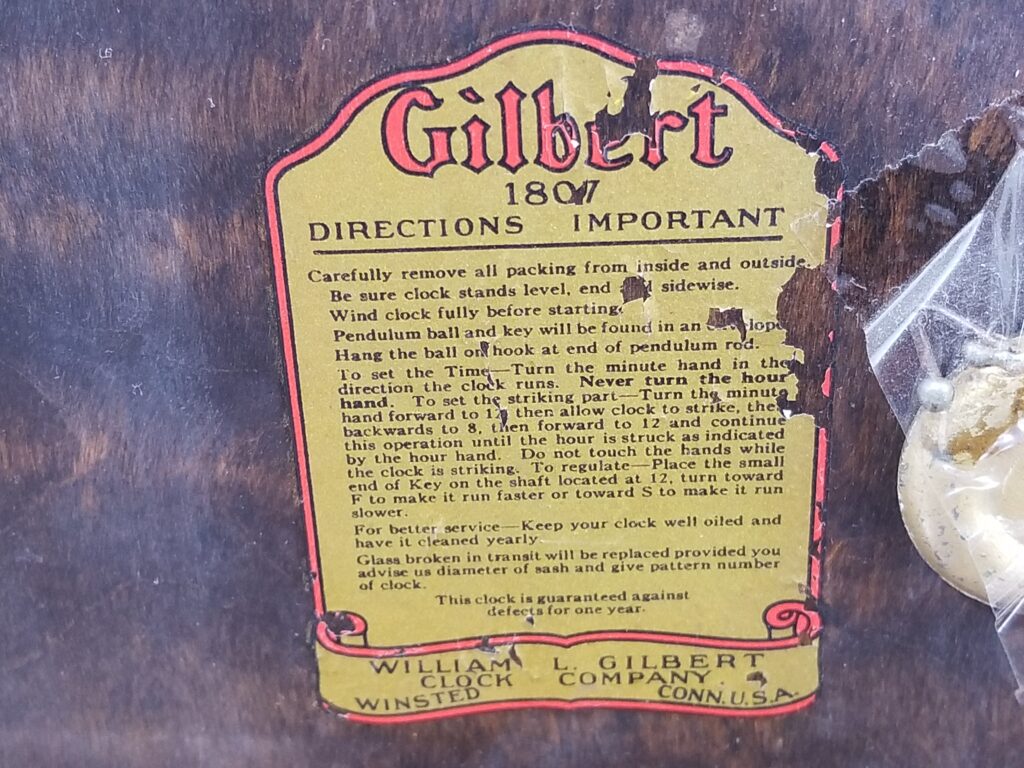 Gilbert
1807
DIRECTIONS IMPORTANT
Carefully remove all packing from inside and outside.
Be sure clock stands level, end sidewise.
Wind clock fully before starting.
Pendulum ball and key will be found in an
Hang the ball on hook at end of pendulum rod.
To set the Time—Turn the minute hand in the
direction the clock runs. Never turn the hour
hand. To set the striking part—Turn the minute
hand forward to 12, then allow clock to strike, then
backwards to 8, then forward to 12 and continue
this operation until the hour is struck as indicated
by the hour hand. Do not touch the hands while
the clock is striking. To regulate—Place the small
end of Key on the shaft located at 12, turn toward
F to make it run faster or toward S to make it run
slower.
For better service—Keep your clock well oiled and
have it cleaned yearly.
Glass broken in transit will be replaced provided you
advise us diameter of sash and give pattern number
of clock.
This clock is guaranteed against
defects for one year.
WILLIAM L. GILBERT
CLOCK COMPANY
WINSTED CONN. U.S.A.